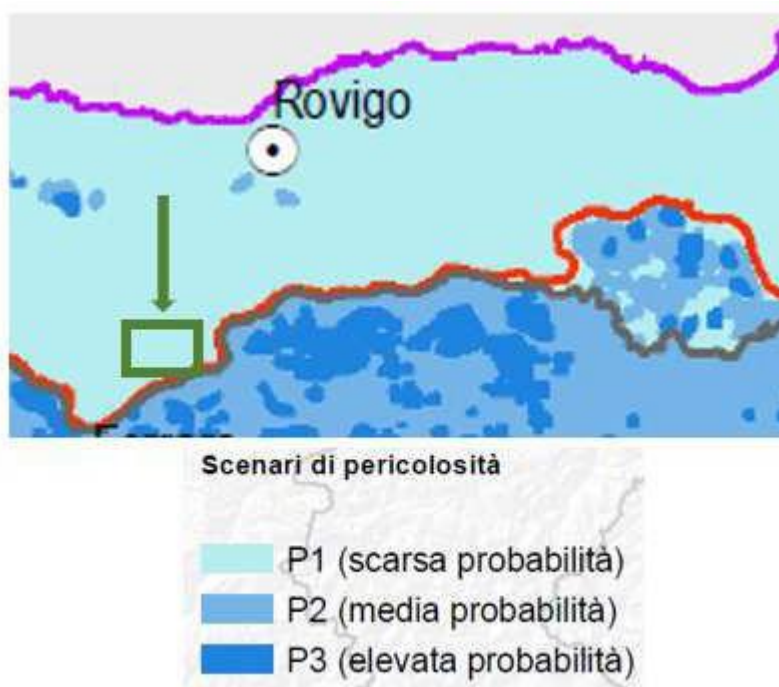 Rovigo
Scenari di pericolosità
P1 (scarsa probabilità)
P2 (media probabilità)
P3 (elevata probabilità)